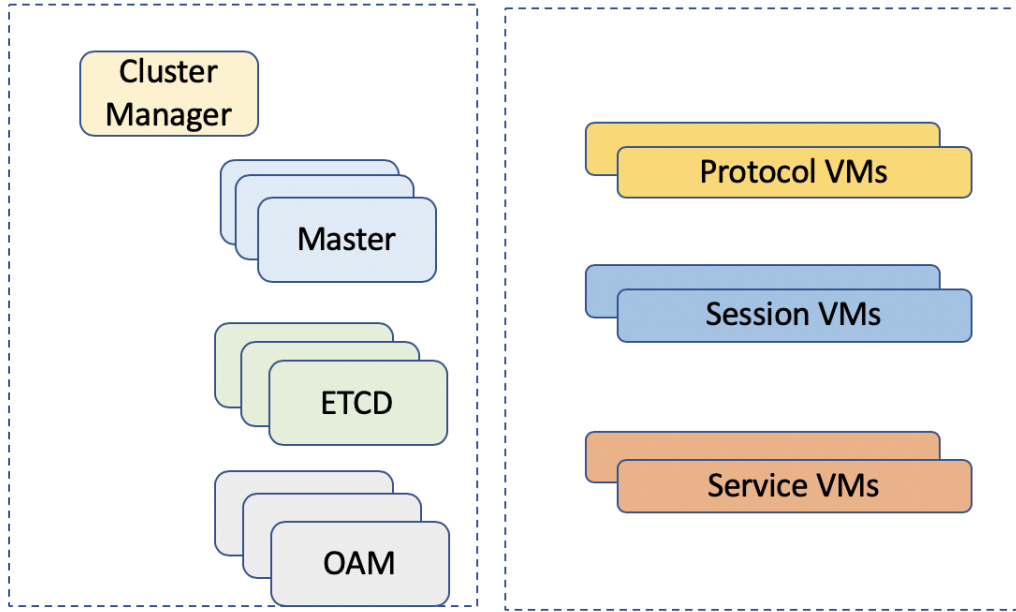 Cluster
Manager
Master
ETCD
OAM
Protocol VMs
Session VMs
Service VMs